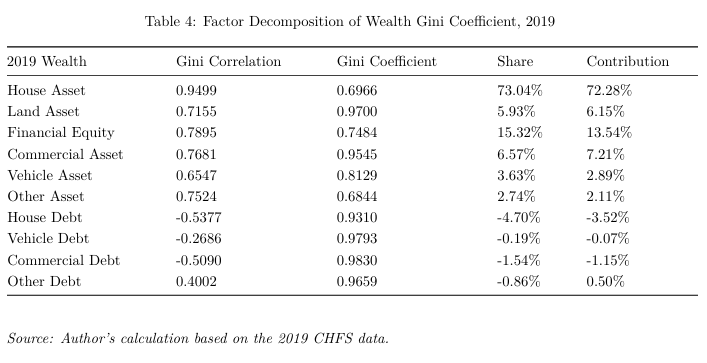 Table 4: Factor Decomposition of Wealth Gini Coefficient, 2019
2019 Wealth Gini Correlation Gini Coefficient Share Contribution
House Asset 0.9499 0.6966 73.04% 72.28%
Land Asset 0.7155 0.9700 5.93% 6.15%
Financial Equity 0.7895 0.7484 15.32% 13.54%
Commercial Asset 0.7681 0.9545 6.57% 7.21%
Vehicle Asset 0.6547 0.8129 3.63% 2.89%
Other Asset 0.7524 0.6844 2.74% 2.11%
House Debt -0.5377 0.9310 -4.70% -3.52%
Vehicle Debt -0.2686 0.9793 -0.19% -0.07%
Commercial Debt -0.5090 0.9830 -1.54% -1.15%
Other Debt 0.4002 0.9659 -0.86% 0.50%
Source: Author's calculation based on the 2019 CHFS data.